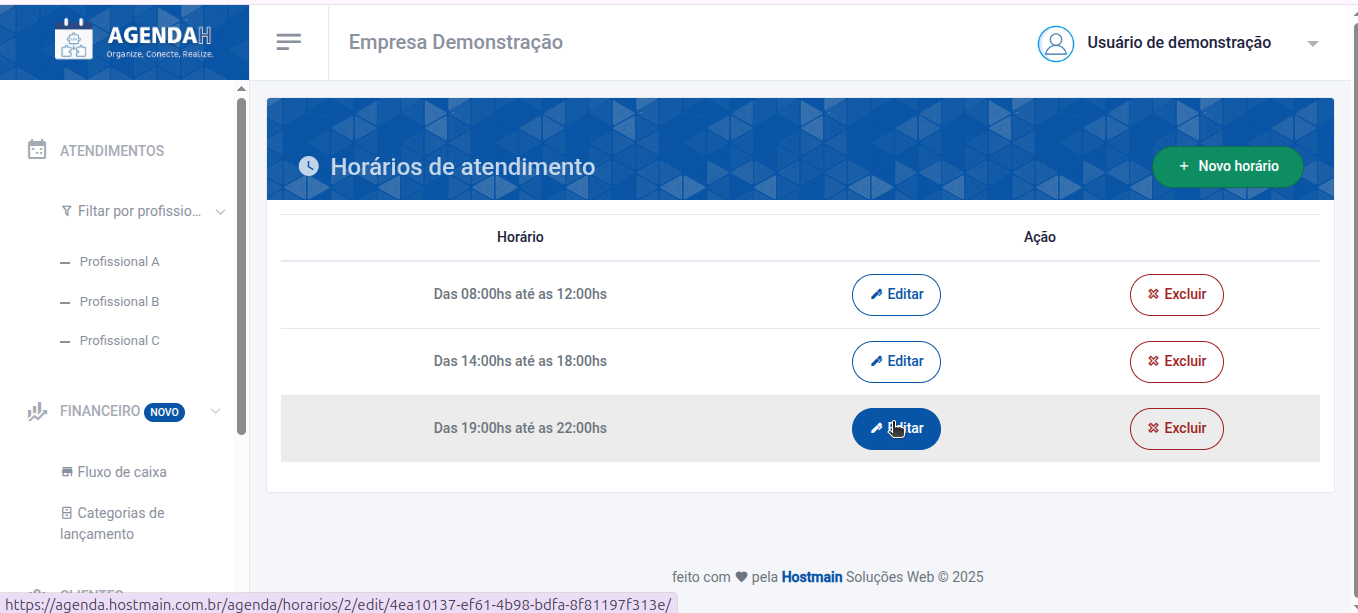 AGENDAH
Organize, Conecte, Realize.
Empresa Demonstração
Usuário de demonstração
ATENDIMENTOS
Filtar por profissio...
Profissional A
Profissional B
Profissional C
FINANCEIRO NOVO
Fluxo de caixa
Categorias de
lançamento
Horários de atendimento
+ Novo horário
Horário Ação
Das 08:00hs até as 12:00hs Editar Excluir
Das 14:00hs até as 18:00hs Editar Excluir
Das 19:00hs até as 22:00hs Editar Excluir
feito com ♥ pela Hostmain Soluções Web © 2025
CLIENTES
https://agenda.hostmain.com.br/agenda/horarios/2/edit/4ea10137-ef61-4b98-bdfa-8f81197f313e/